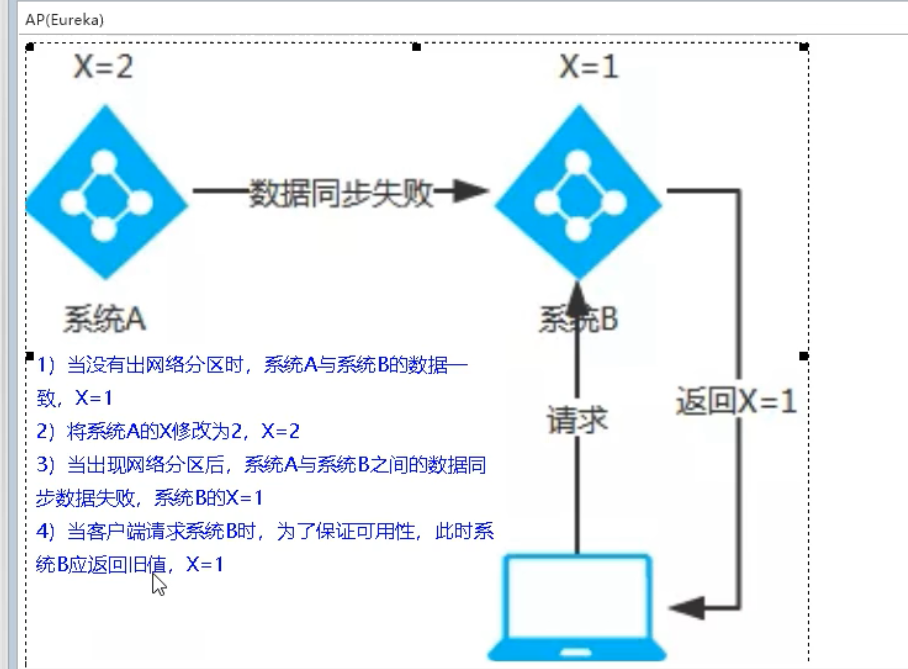 AP(Eureka)
X=2
X=1
数据同步失败
系统A
系统B
1）当没有出网络分区时，系统A与系统B的数据一
致，X=1
2）将系统A的X修改为2，X=2
3）当出现网络分区后，系统A与系统B之间的数据同
步数据失败，系统B的X=1
4）当客户端请求系统B时，为了保证可用性，此时系
统B应返回旧值，X=1
请求
返回X=1